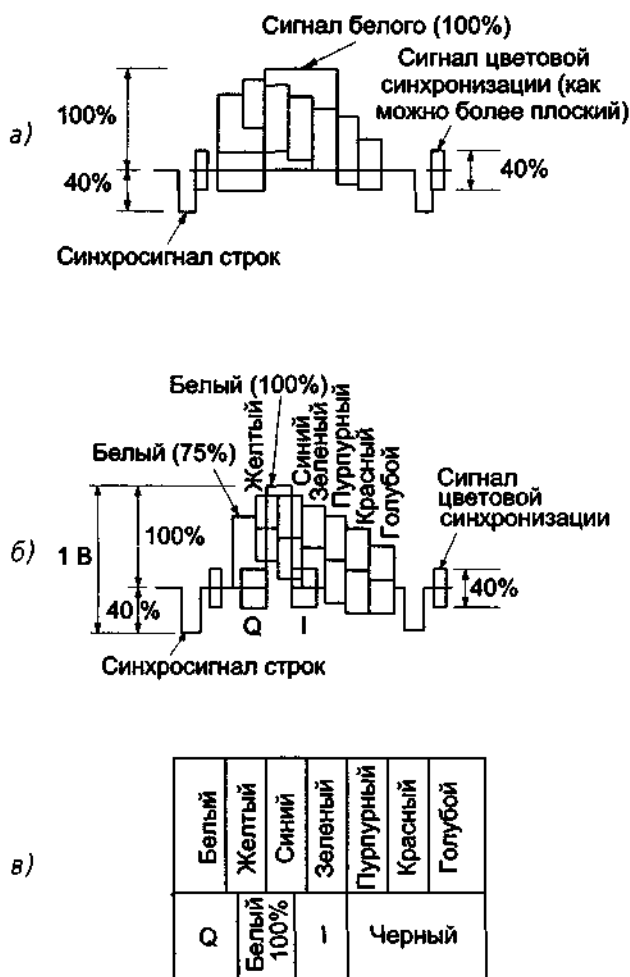 Сигнал белого (100%)
Сигнал цветовой
синхронизации (как
можно более плоский)
100%
а)
40%
40%
Синхросигнал строк
Белый (100%)
Белый (75%)
Желтый
Синий
Зеленый
Пурпурный
Красный
Голубой
Сигнал
цветовой
синхронизации
100%
б)
1 В
40%
40 %
Q
I
Синхросигнал строк
в)
Белый
Желтый
Синий
Зеленый
Пурпурный
Красный
Голубой
Q
Белый
100%
I
Черный